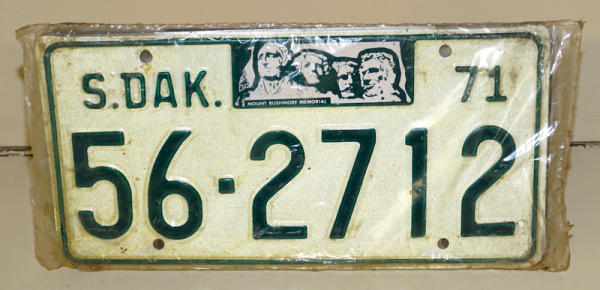 S.DAK.
MOUNT RUSHMORE MEMORIAL
71
56-2712